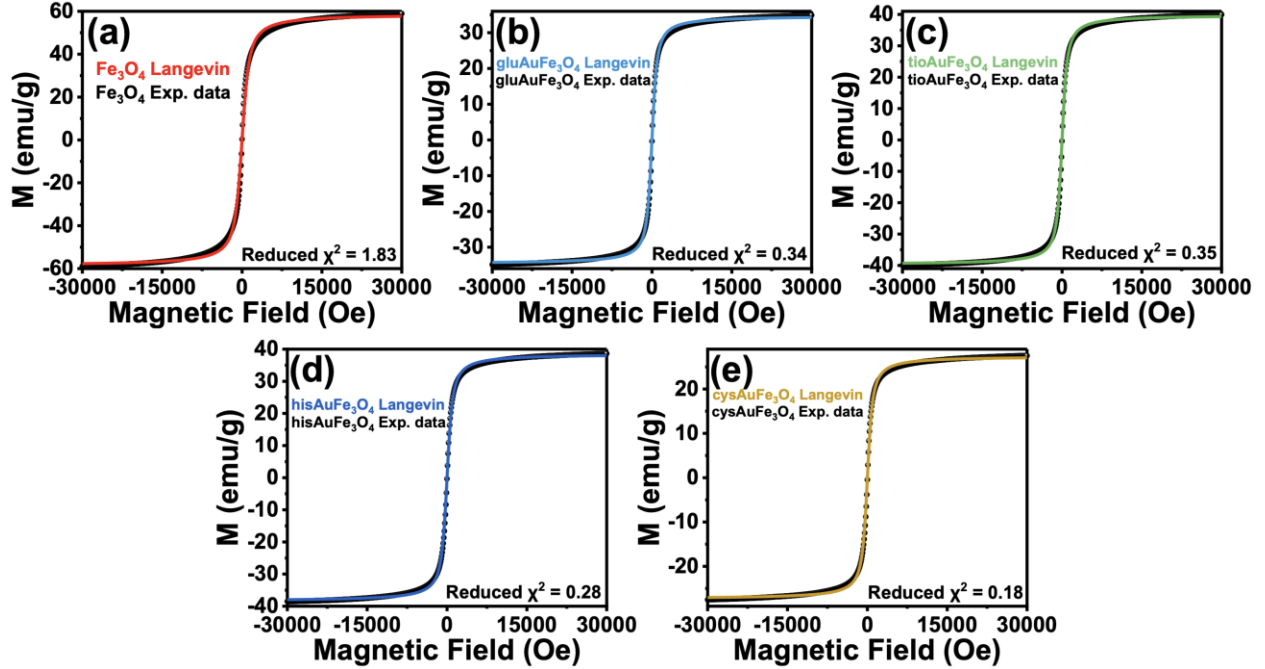 (a)
Fe₃O₄ Langevin
Fe₃O₄ Exp. data
Reduced χ² = 1.83
M (emu/g)
60
40
20
0
-20
-40
-60
-30000 -15000 0 15000 30000
Magnetic Field (Oe)
(b)
gluAuFe₃O₄ Langevin
gluAuFe₃O₄ Exp. data
Reduced χ² = 0.34
M (emu/g)
30
20
10
0
-10
-20
-30
-30000 -15000 0 15000 30000
Magnetic Field (Oe)
(c)
tioAuFe₃O₄ Langevin
tioAuFe₃O₄ Exp. data
Reduced χ² = 0.35
M (emu/g)
40
30
20
10
0
-10
-20
-30
-40
-30000 -15000 0 15000 30000
Magnetic Field (Oe)
(d)
hisAuFe₃O₄ Langevin
hisAuFe₃O₄ Exp. data
Reduced χ² = 0.28
M (emu/g)
40
30
20
10
0
-10
-20
-30
-40
-30000 -15000 0 15000 30000
Magnetic Field (Oe)
(e)
cysAuFe₃O₄ Langevin
cysAuFe₃O₄ Exp. data
Reduced χ² = 0.18
M (emu/g)
20
10
0
-10
-20
-30000 -15000 0 15000 30000
Magnetic Field (Oe)